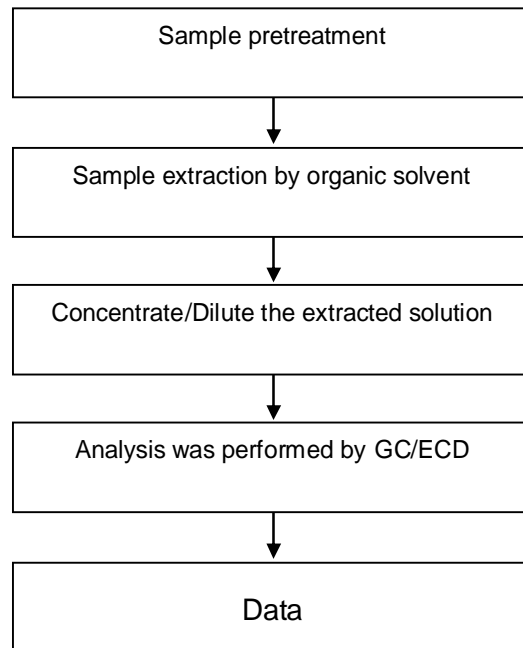 Sample pretreatment
Sample extraction by organic solvent
Concentrate/Dilute the extracted solution
Analysis was performed by GC/ECD
Data